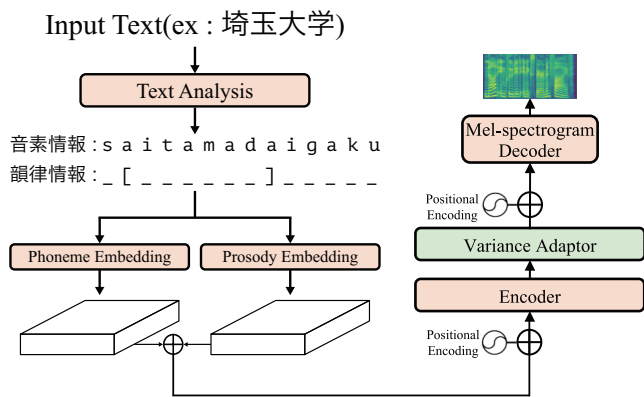 Input Text(ex : 埼玉大学)
Text Analysis
音素情報 : s a i t a m a d a i g a k u
韻律情報 : _ [ _ _ _ _ _ _ ] _ _ _ _ _
Phoneme Embedding
Prosody Embedding
Mel-spectrogram
Decoder
Positional
Encoding
Variance Adaptor
Encoder
Positional
Encoding